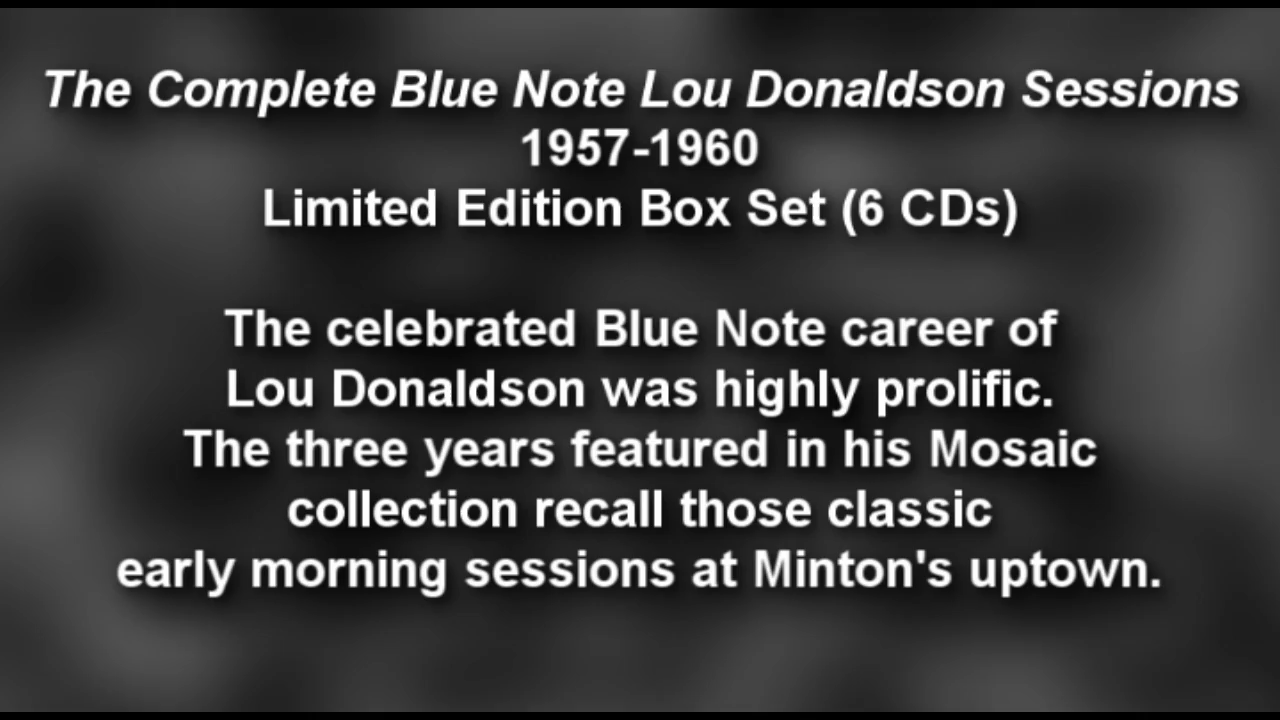 The Complete Blue Note Lou Donaldson Sessions
1957-1960
Limited Edition Box Set (6 CDs)
The celebrated Blue Note career of
Lou Donaldson was highly prolific.
The three years featured in his Mosaic
collection recall those classic
early morning sessions at Minton's uptown.